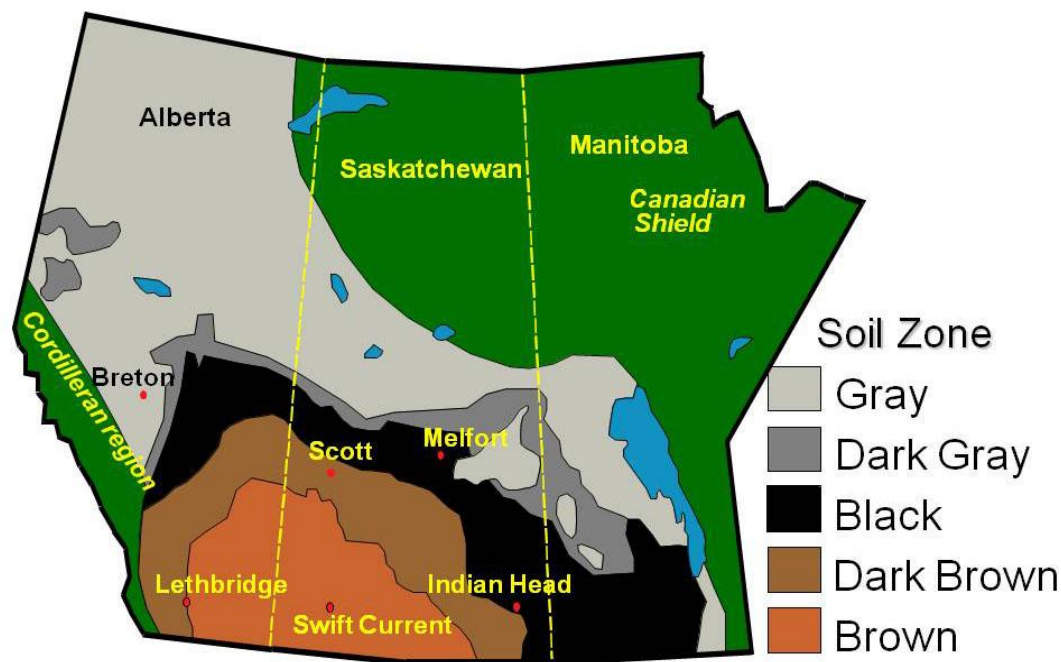 Alberta
Saskatchewan
Manitoba
Canadian
Shield
Cordilleran region
Breton
Scott
Melfort
Lethbridge
Swift Current
Indian Head
Soil Zone
Gray
Dark Gray
Black
Dark Brown
Brown